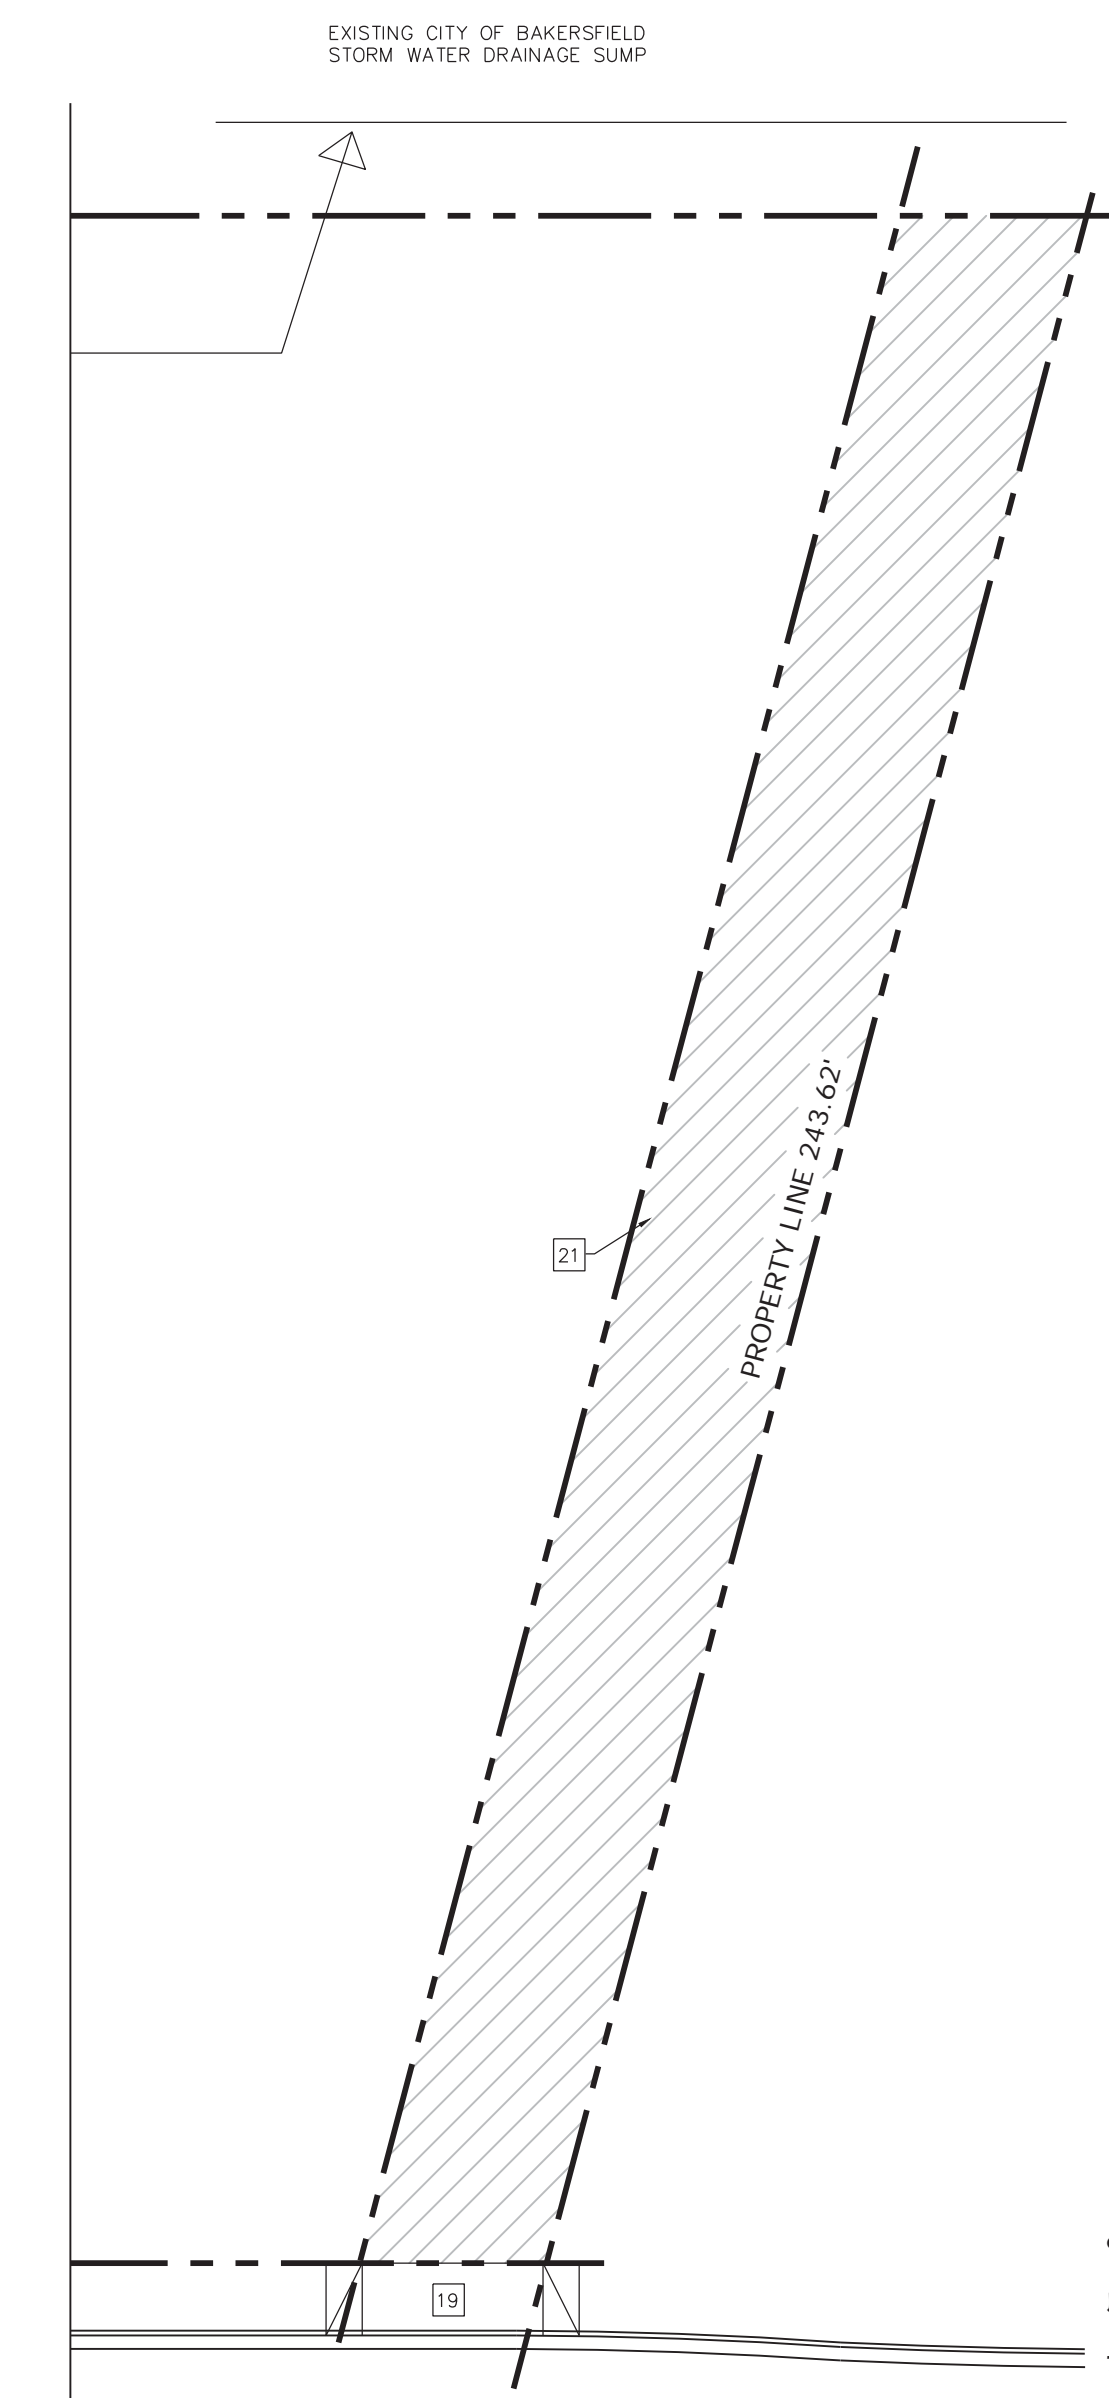 EXISTING CITY OF BAKERSFIELD
STORM WATER DRAINAGE SUMP
PROPERTY LINE 243.62'
21
19